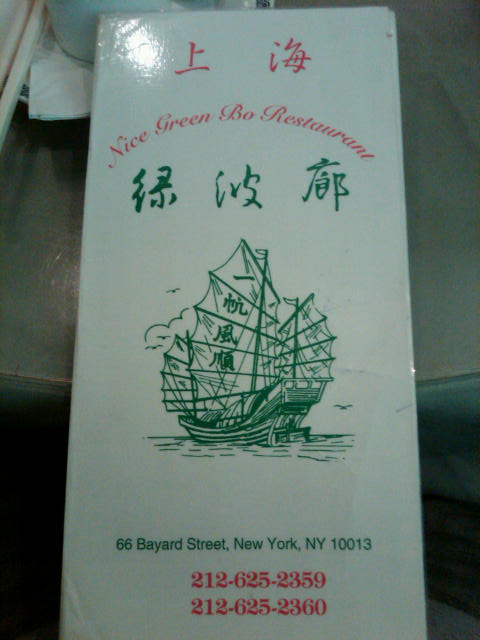 上海
Nice Green Bo Restaurant
绿波廊
一帆風順
66 Bayard Street, New York, NY 10013
212-625-2359
212-625-2360